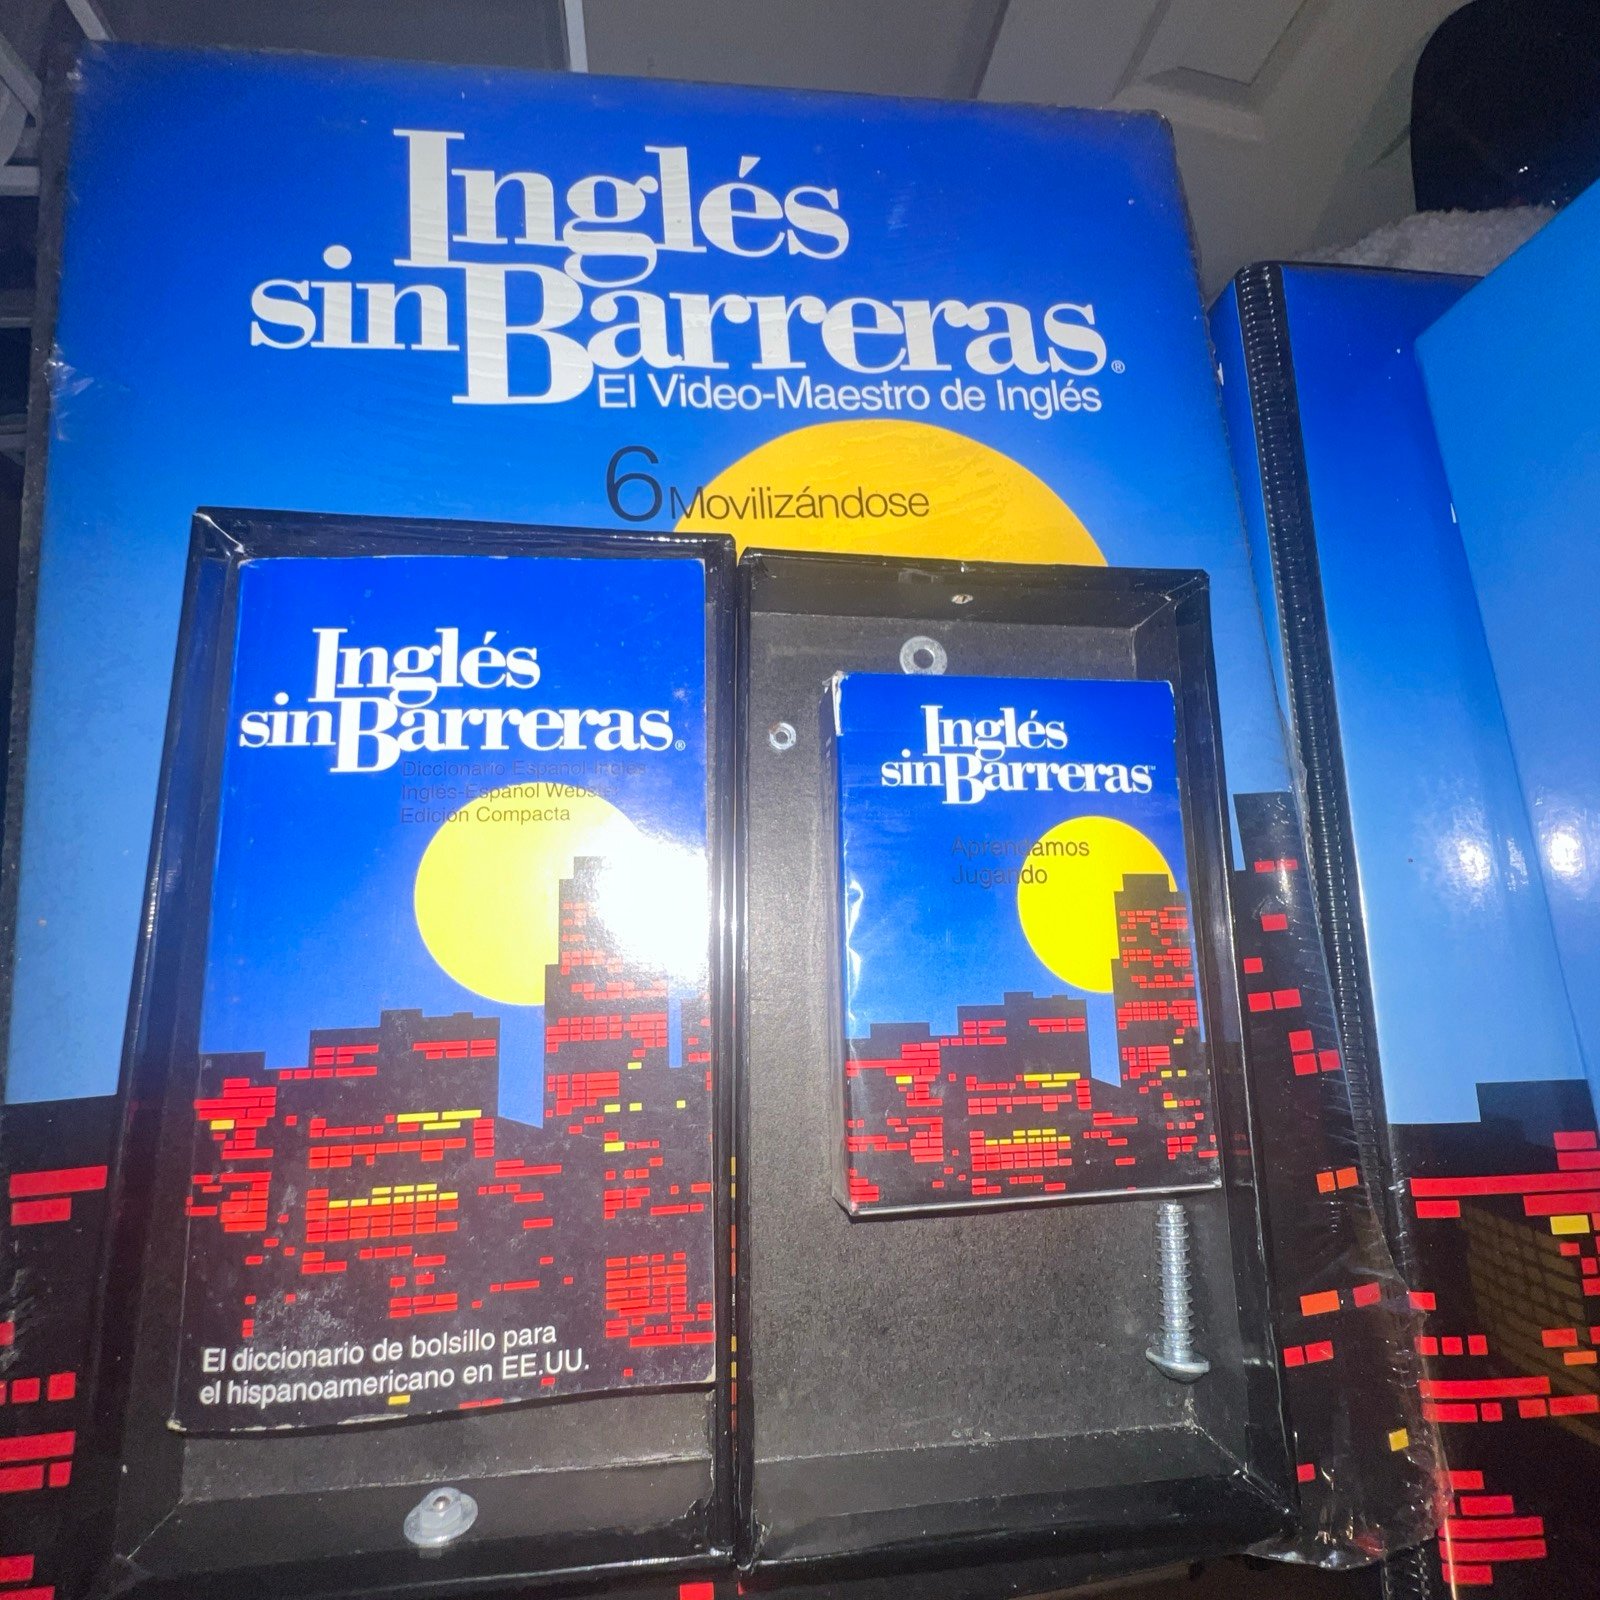 Inglés
sin Barreras®
El Video-Maestro de Inglés
6 Movilizándose
Inglés
sin Barreras®
Diccionario Español-Inglés
Inglés-Español Webster
Edición Compacta
El diccionario de bolsillo para
el hispanoamericano en EE.UU.
Inglés
sin Barreras™
Aprendamos
Jugando